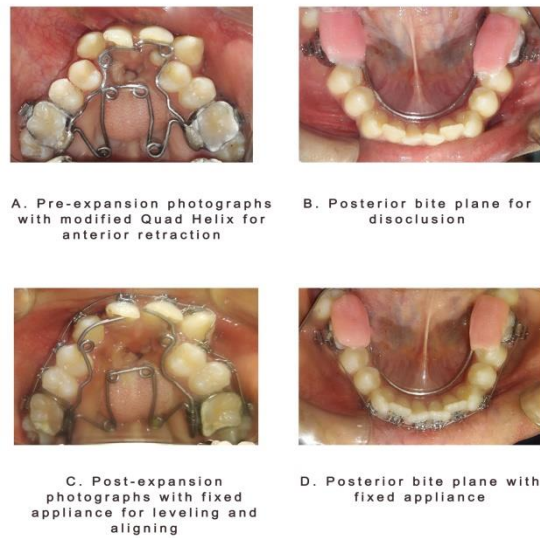 A. Pre-expansion photographs
with modified Quad Helix for
anterior retraction
B. Posterior bite plane for
disoclusion
C. Post-expansion
photographs with fixed
appliance for leveling and
aligning
D. Posterior bite plane with
fixed appliance